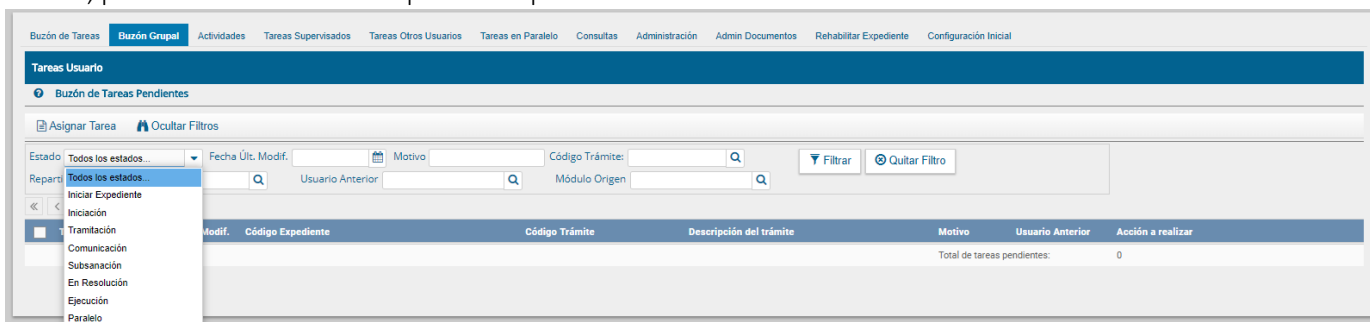 Buzón de Tareas Buzón Grupal Actividades Tareas Supervisados Tareas Otros Usuarios Tareas en Paralelo Consultas Administración Admin Documentos Rehabilitar Expediente Configuración Inicial
Tareas Usuario
Buzón de Tareas Pendientes
Asignar Tarea Ocultar Filtros
Estado Todos los estados... Fecha Últ. Modif. Motivo Código Trámite: Filtrar Quitar Filtro
Reparti Todos los estados... Usuario Anterior Módulo Origen
Iniciar Expediente
Iniciación
Tramitación Modif. Código Expediente Código Trámite Descripción del trámite Motivo Usuario Anterior Acción a realizar
Comunicación Total de tareas pendientes: 0
Subsanación
En Resolución
Ejecución
Paralelo